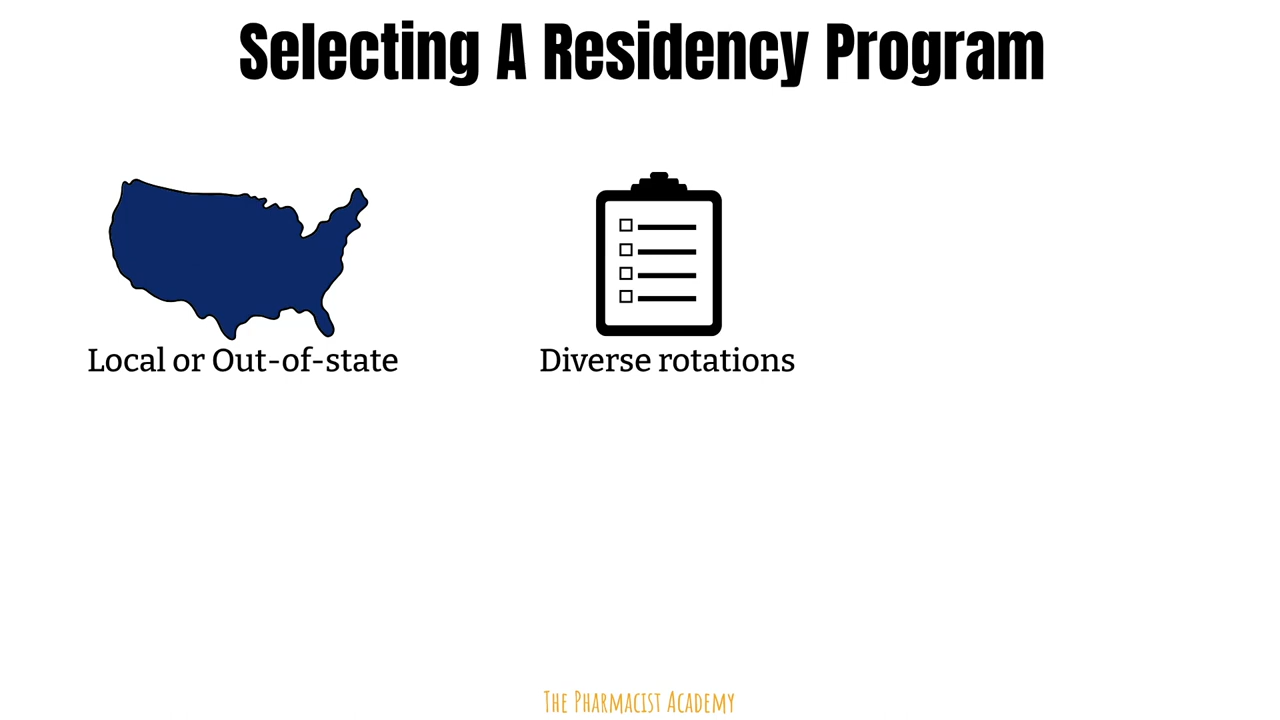 Selecting A Residency Program
Local or Out-of-state
Diverse rotations
The Pharmacist Academy